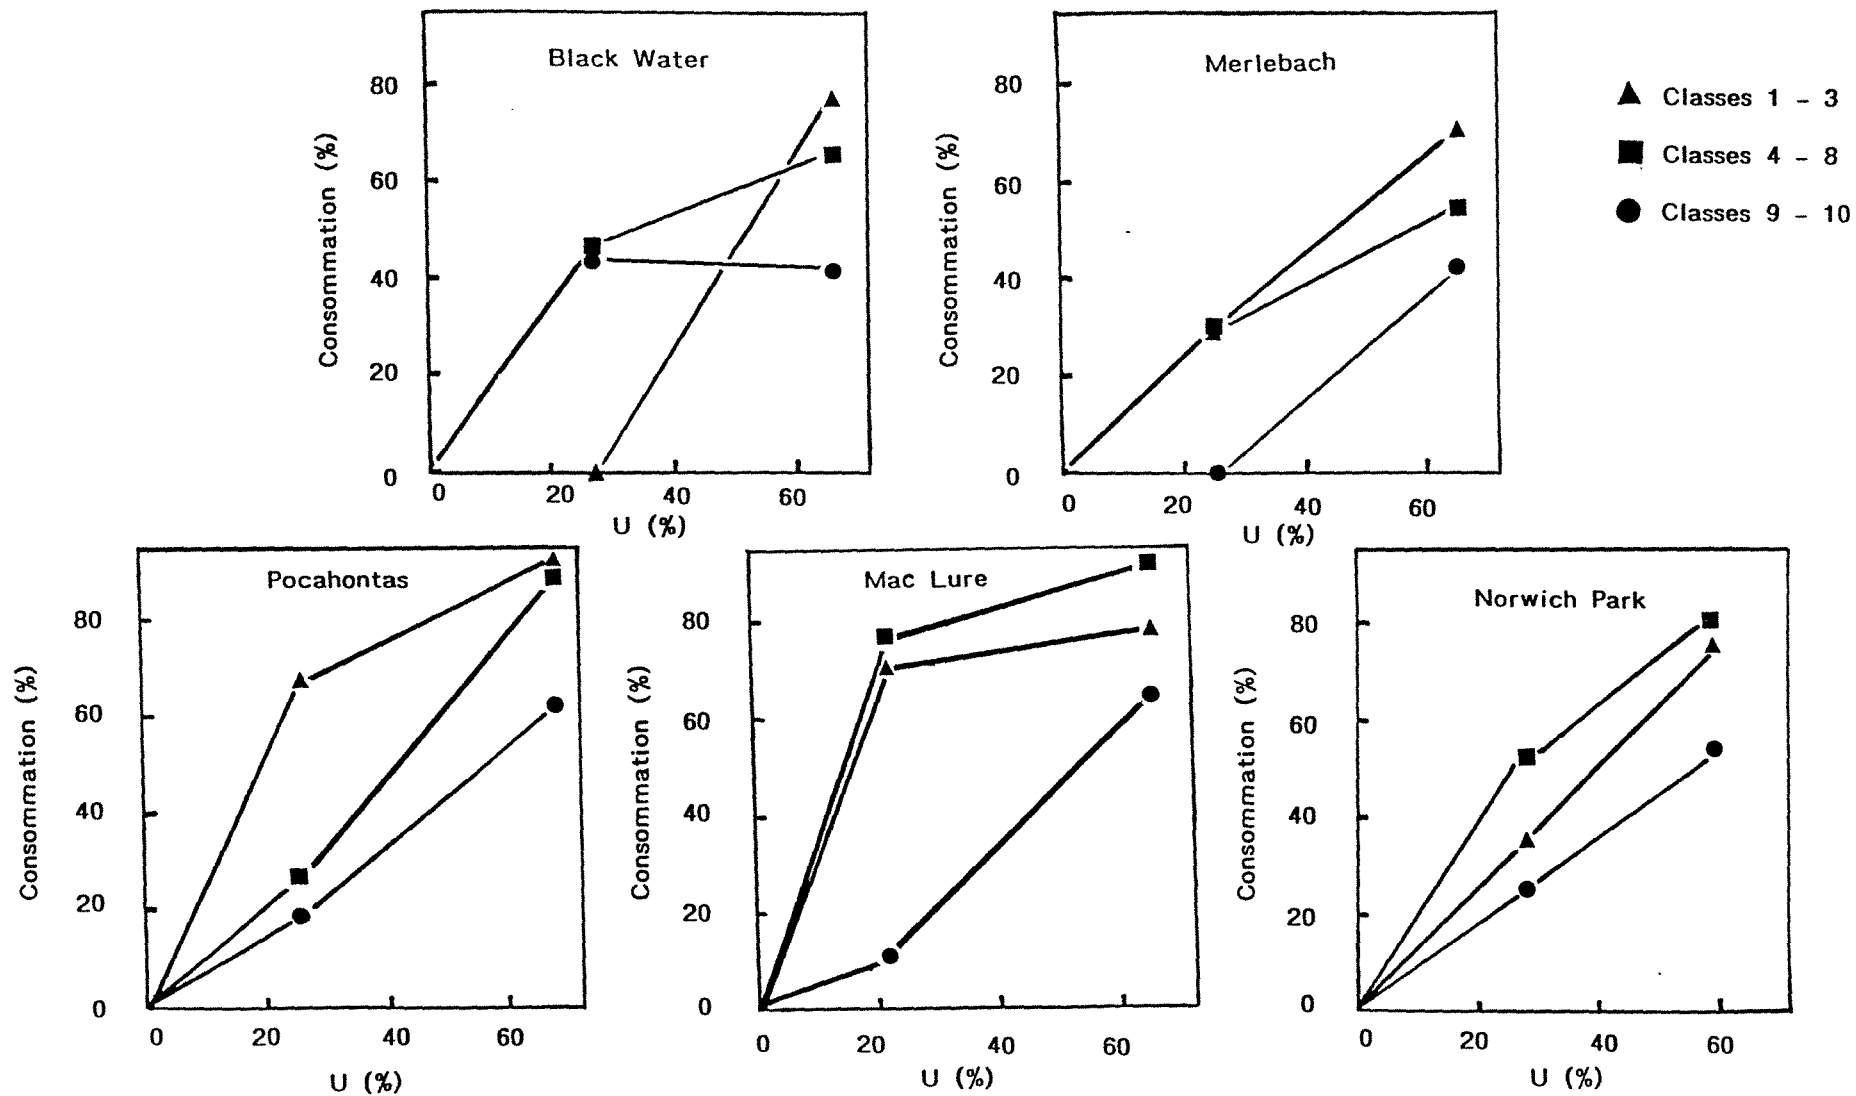 Black Water
Consommation (%)
80
60
40
20
0
0 20 40 60
U (%)
Merlebach
Consommation (%)
80
60
40
20
0
0 20 40 60
U (%)
Classes 1 - 3
Classes 4 - 8
Classes 9 - 10
Pocahontas
Consommation (%)
80
60
40
20
0
0 20 40 60
U (%)
Mac Lure
Consommation (%)
80
60
40
20
0
0 20 40 60
U (%)
Norwich Park
Consommation (%)
80
60
40
20
0
0 20 40 60
U (%)